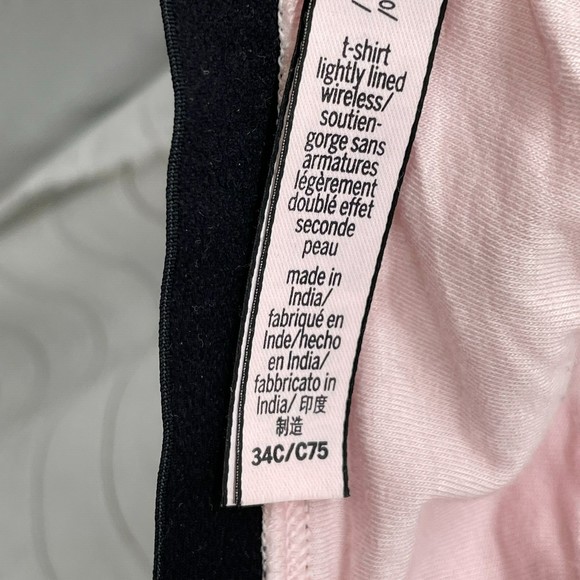 t-shirt
lightly lined
wireless/
soutien-
gorge sans
armatures
légèrement
doublé effet
seconde
peau
made in
India/
fabriqué en
Inde/hecho
en India/
fabbricato in
India/ 印度
制造
34C/C75